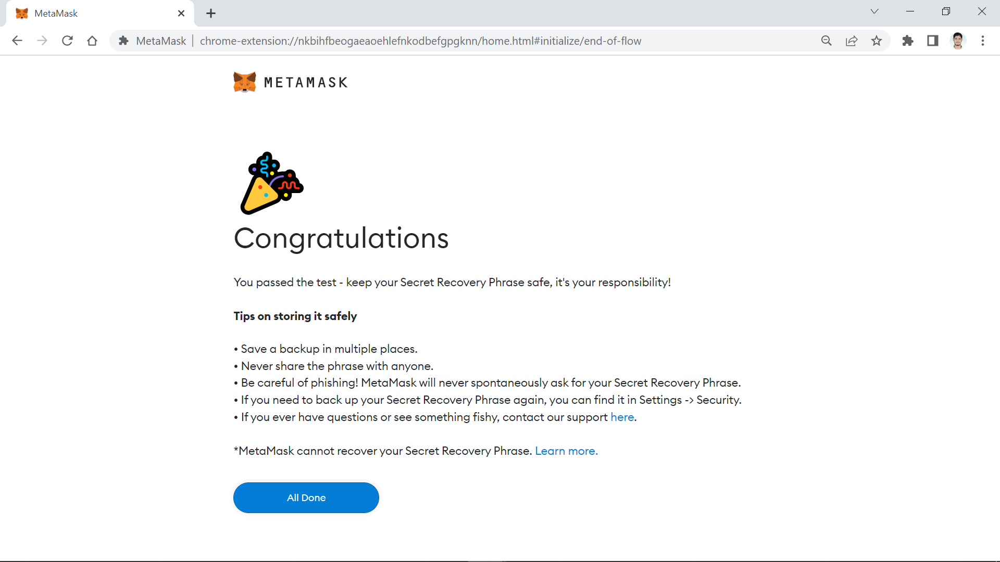 MetaMask
MetaMask | chrome-extension://nkbihfbeogaeaoehlefnkodbefgpgknn/home.html#initialize/end-of-flow
METAMASK
Congratulations
You passed the test - keep your Secret Recovery Phrase safe, it's your responsibility!
Tips on storing it safely
• Save a backup in multiple places.
• Never share the phrase with anyone.
• Be careful of phishing! MetaMask will never spontaneously ask for your Secret Recovery Phrase.
• If you need to back up your Secret Recovery Phrase again, you can find it in Settings -> Security.
• If you ever have questions or see something fishy, contact our support here.
*MetaMask cannot recover your Secret Recovery Phrase. Learn more.
All Done